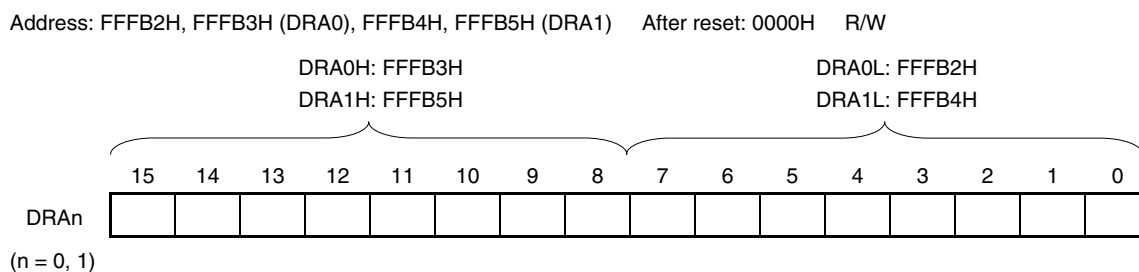 Address: FFFB2H, FFFB3H (DRA0), FFFB4H, FFFB5H (DRA1) After reset: 0000H R/W
DRA0H: FFFB3H DRA0L: FFFB2H
DRA1H: FFFB5H DRA1L: FFFB4H
15 14 13 12 11 10 9 8 7 6 5 4 3 2 1 0
DRAn
(n = 0, 1)